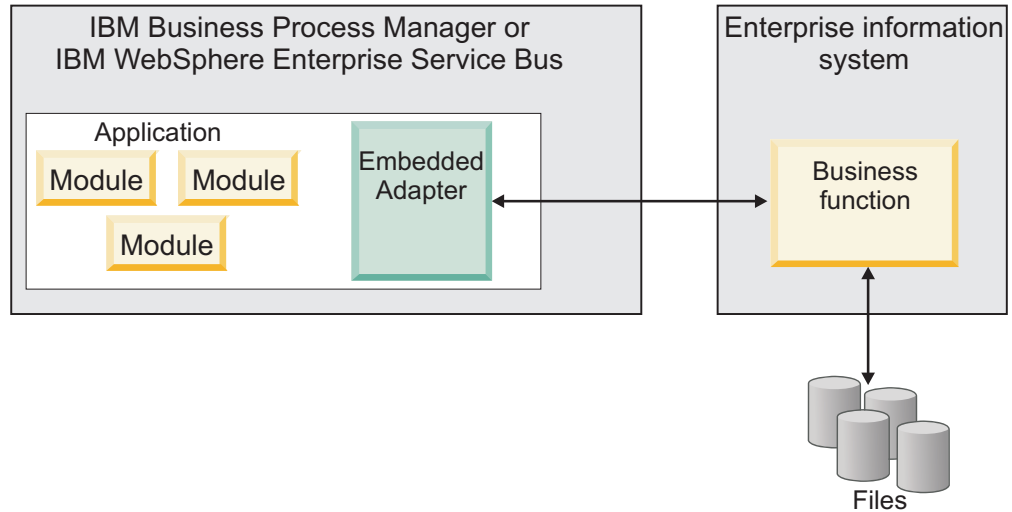 IBM Business Process Manager or
IBM WebSphere Enterprise Service Bus
Application
Module
Module
Module
Embedded
Adapter
Enterprise information
system
Business
function
Files